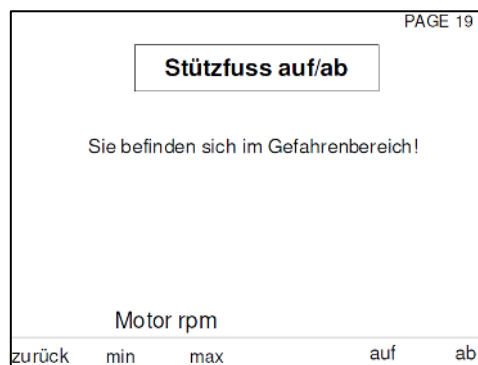 PAGE 19
Stützfuss auf/ab
Sie befinden sich im Gefahrenbereich!
Motor rpm
zurück min max auf ab